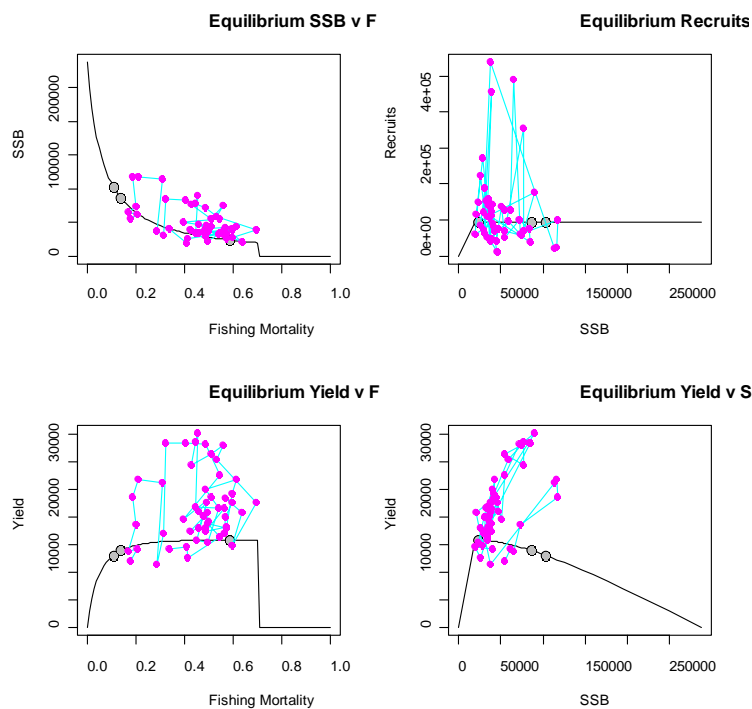 Equilibrium SSB v F
SSB
0
50000
100000
200000
0.0 0.2 0.4 0.6 0.8 1.0
Fishing Mortality
Equilibrium Recruits
Recruits
0e+00
2e+05
4e+05
0 50000 150000 250000
SSB
Equilibrium Yield v F
Yield
0
10000
20000
30000
0.0 0.2 0.4 0.6 0.8 1.0
Fishing Mortality
Equilibrium Yield v S
Yield
0
10000
20000
30000
0 50000 150000 250000
SSB